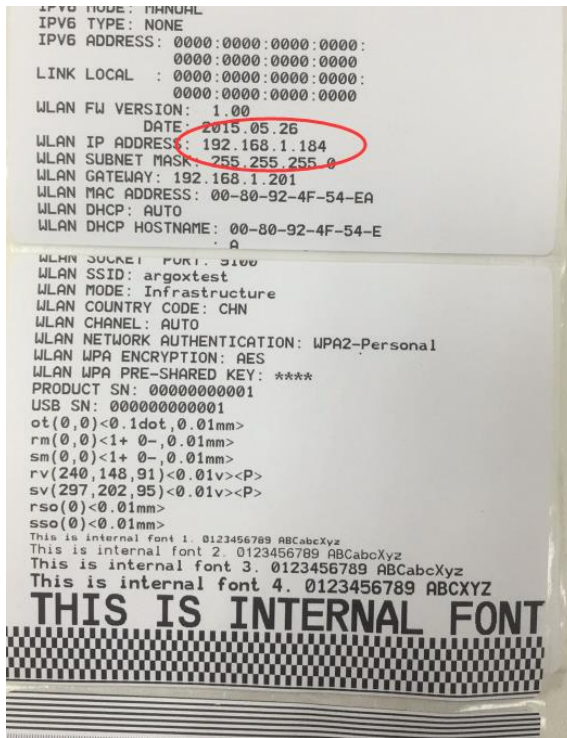 IPV6 MODE: MANUAL
IPV6 TYPE: NONE
IPV6 ADDRESS: 0000:0000:0000:0000:
0000:0000:0000:0000
LINK LOCAL : 0000:0000:0000:0000:
0000:0000:0000:0000
WLAN FW VERSION: 1.00
DATE: 2015.05.26
WLAN IP ADDRESS: 192.168.1.184
WLAN SUBNET MASK: 255.255.255.0
WLAN GATEWAY: 192.168.1.201
WLAN MAC ADDRESS: 00-80-92-4F-54-EA
WLAN DHCP: AUTO
WLAN DHCP HOSTNAME: 00-80-92-4F-54-E
: A
WLAN SOCKET PORT: 9100
WLAN SSID: argoxtest
WLAN MODE: Infrastructure
WLAN COUNTRY CODE: CHN
WLAN CHANEL: AUTO
WLAN NETWORK AUTHENTICATION: WPA2-Personal
WLAN WPA ENCRYPTION: AES
WLAN WPA PRE-SHARED KEY: ****
PRODUCT SN: 00000000001
USB SN: 000000000001
ot(0,0)<0.1dot,0.01mm>
rm(0,0)<1+ 0-,0.01mm>
sm(0,0)<1+ 0-,0.01mm>
rv(240,148,91)<0.01v><P>
sv(297,202,95)<0.01v><P>
rso(0)<0.01mm>
sso(0)<0.01mm>
This is internal font 1. 0123456789 ABCabcXyz
This is internal font 2. 0123456789 ABCabcXyz
This is internal font 3. 0123456789 ABCabcXyz
This is internal font 4. 0123456789 ABCXYZ
THIS IS INTERNAL FONT